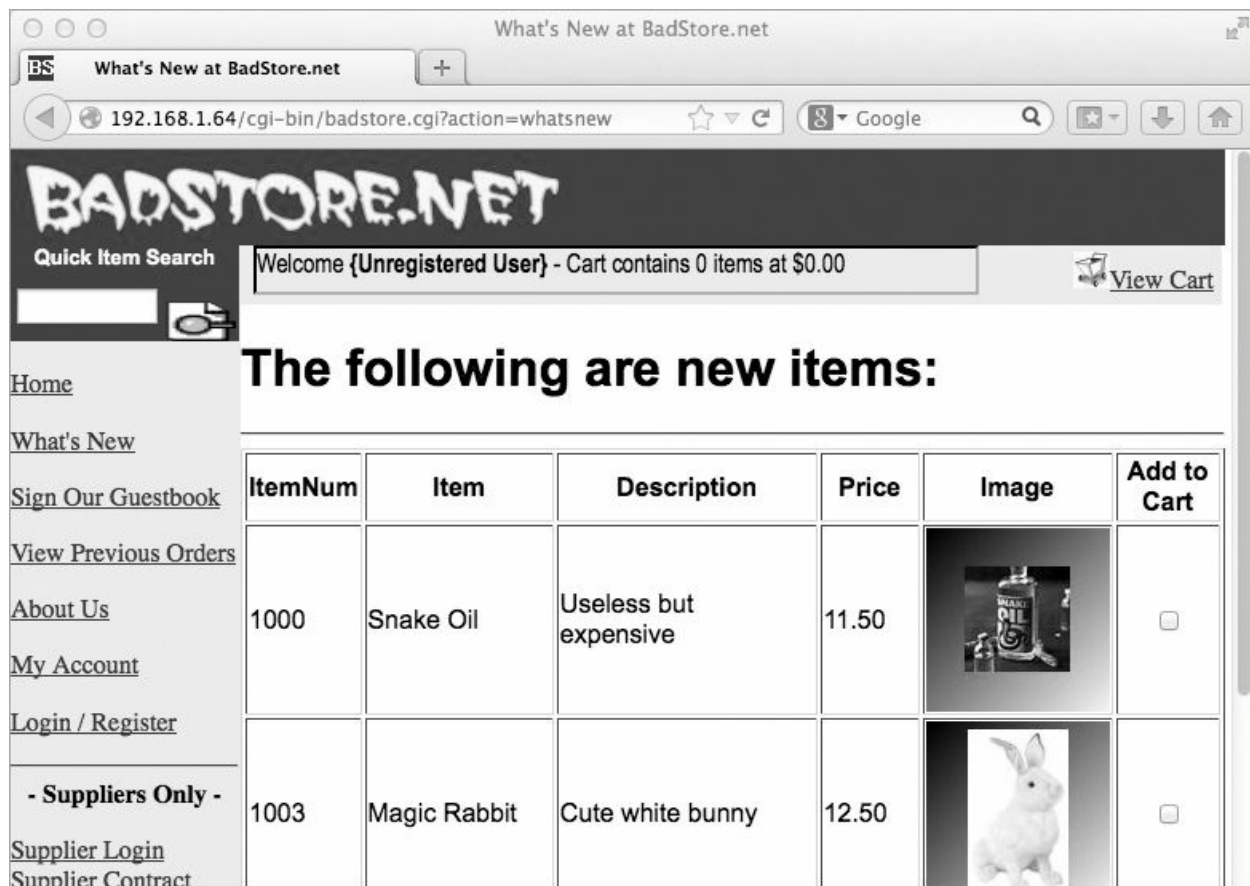 What's New at BadStore.net
BS What's New at BadStore.net +
192.168.1.64/cgi-bin/badstore.cgi?action=whatsnew
8 Google
BADSTORE.NET
Quick Item Search
Welcome {Unregistered User} - Cart contains 0 items at $0.00
View Cart
Home
What's New
Sign Our Guestbook
View Previous Orders
About Us
My Account
Login / Register
- Suppliers Only -
Supplier Login
Supplier Contract
The following are new items:
ItemNum Item Description Price Image Add to Cart
1000 Snake Oil Useless but expensive 11.50
SNAKE
OIL
1003 Magic Rabbit Cute white bunny 12.50